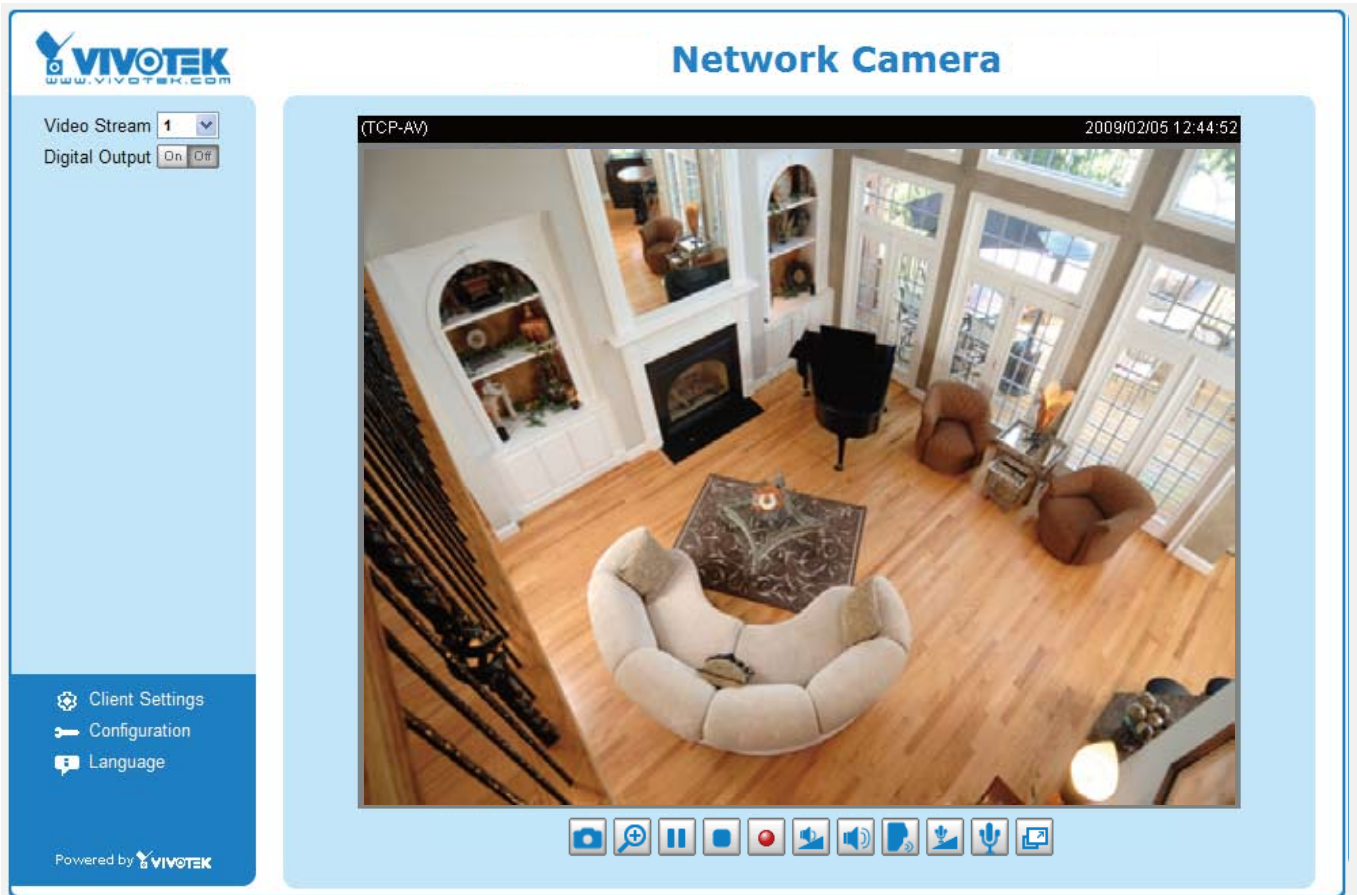 VIVOTEK
www.vivotek.com
Network Camera
Video Stream 1
Digital Output On Off
(TCP-AV) 2009/02/05 12:44:52
Client Settings
Configuration
Language
Powered by VIVOTEK